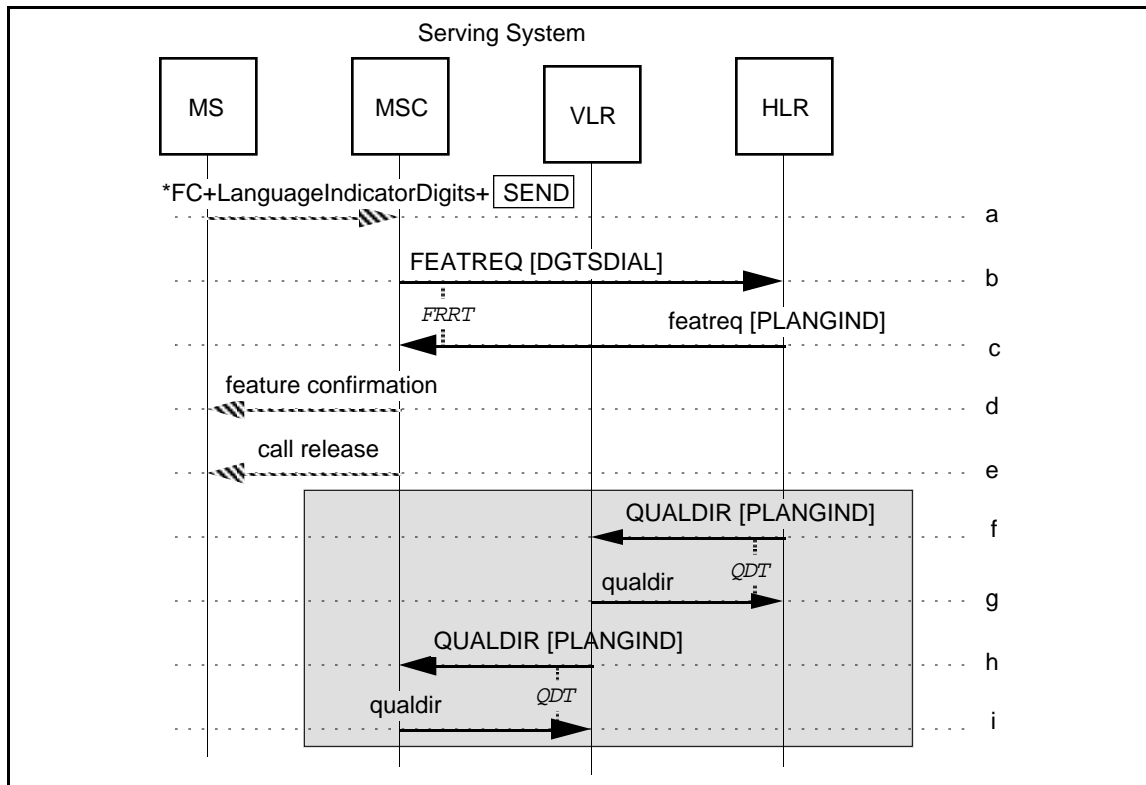 Serving System
MS MSC VLR HLR
*FC+LanguageIndicatorDigits+ SEND
a
FEATREQ [DGTSDIAL]
b
FRRT
featreq [PLANGIND]
c
feature confirmation
d
call release
e
QUALDIR [PLANGIND]
f
QDT
qualdir
g
QUALDIR [PLANGIND]
h
QDT
qualdir
i